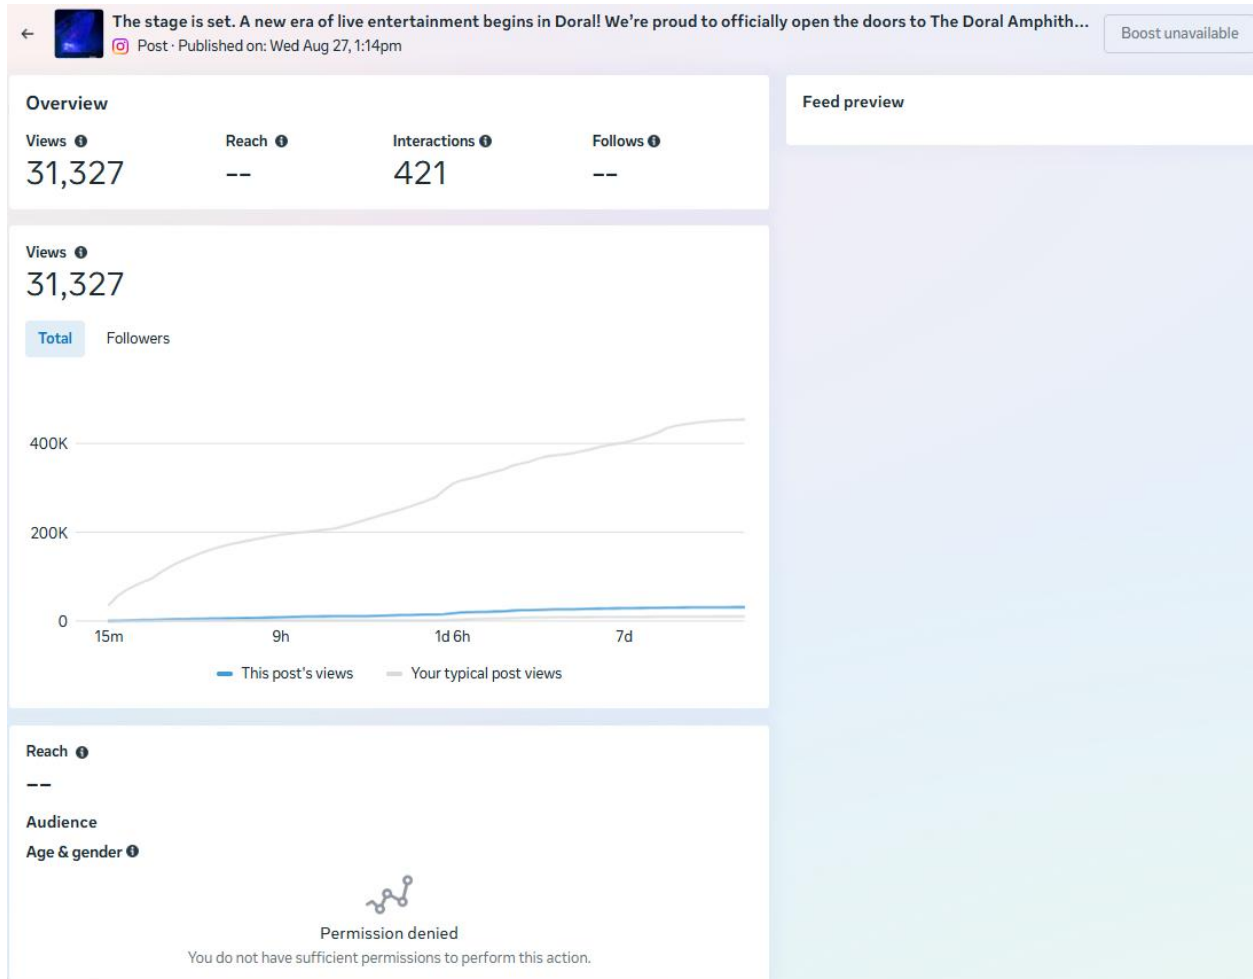 The stage is set. A new era of live entertainment begins in Doral! We’re proud to officially open the doors to The Doral Amphith...
Post · Published on: Wed Aug 27, 1:14pm
Boost unavailable
Overview
Views Reach Interactions Follows
31,327 -- 421 --
Feed preview
Views
31,327
Total Followers
400K
200K
0
15m 9h 1d 6h 7d
This post's views Your typical post views
Reach
--
Audience
Age & gender
Permission denied
You do not have sufficient permissions to perform this action.